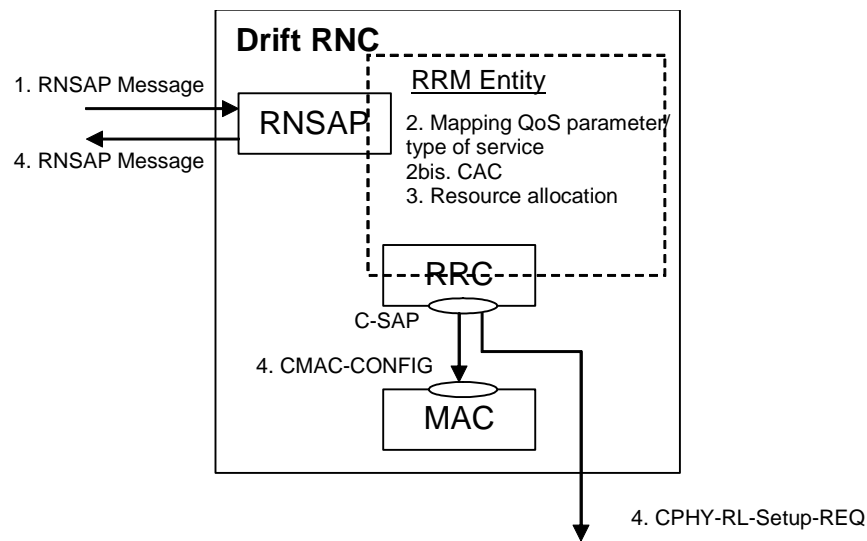 Drift RNC
1. RNSAP Message
RRM Entity
RNSAP
2. Mapping QoS parameter/
type of service
2bis. CAC
3. Resource allocation
4. RNSAP Message
RRC
C-SAP
4. CMAC-CONFIG
MAC
4. CPHY-RL-Setup-REQ